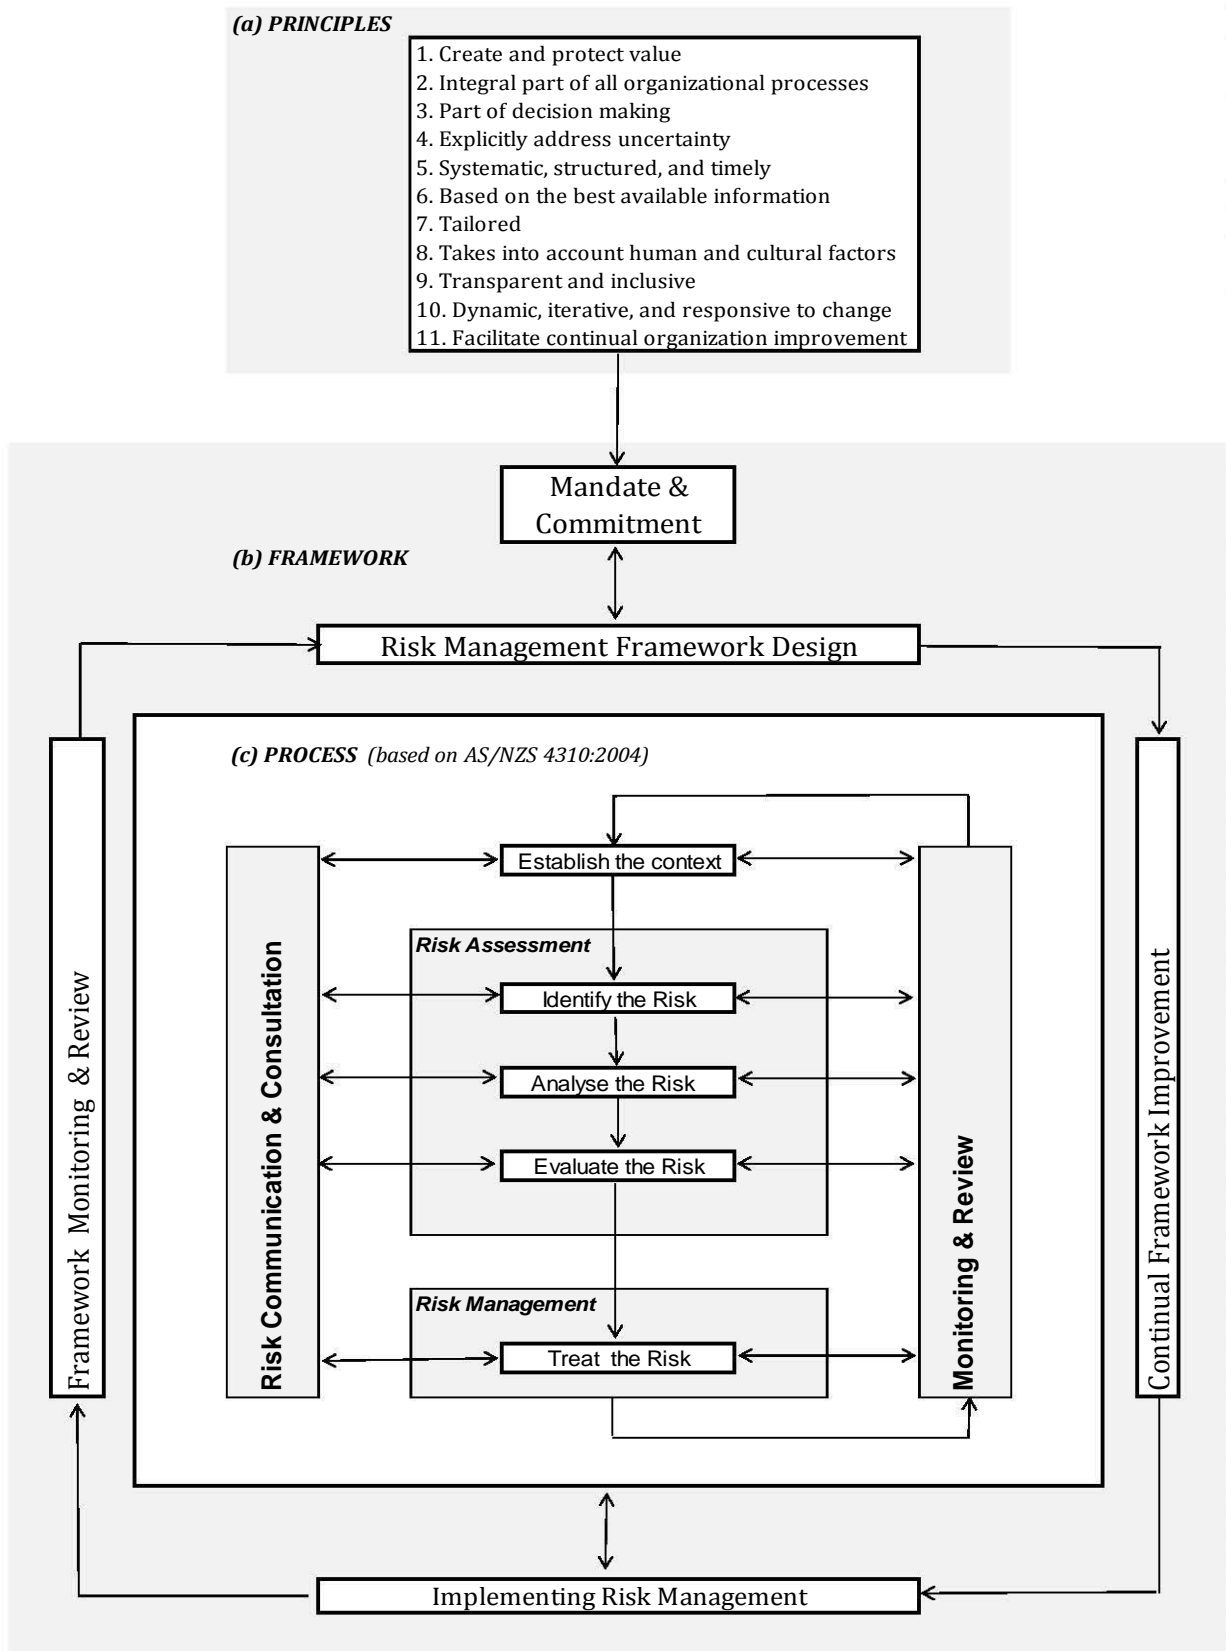 (a) PRINCIPLES
1. Create and protect value
2. Integral part of all organizational processes
3. Part of decision making
4. Explicitly address uncertainty
5. Systematic, structured, and timely
6. Based on the best available information
7. Tailored
8. Takes into account human and cultural factors
9. Transparent and inclusive
10. Dynamic, iterative, and responsive to change
11. Facilitate continual organization improvement
Mandate &
Commitment
(b) FRAMEWORK
Risk Management Framework Design
Framework Monitoring & Review
(c) PROCESS (based on AS/NZS 4310:2004)
Risk Communication & Consultation
Establish the context
Risk Assessment
Identify the Risk
Analyse the Risk
Evaluate the Risk
Risk Management
Treat the Risk
Monitoring & Review
Continual Framework Improvement
Implementing Risk Management